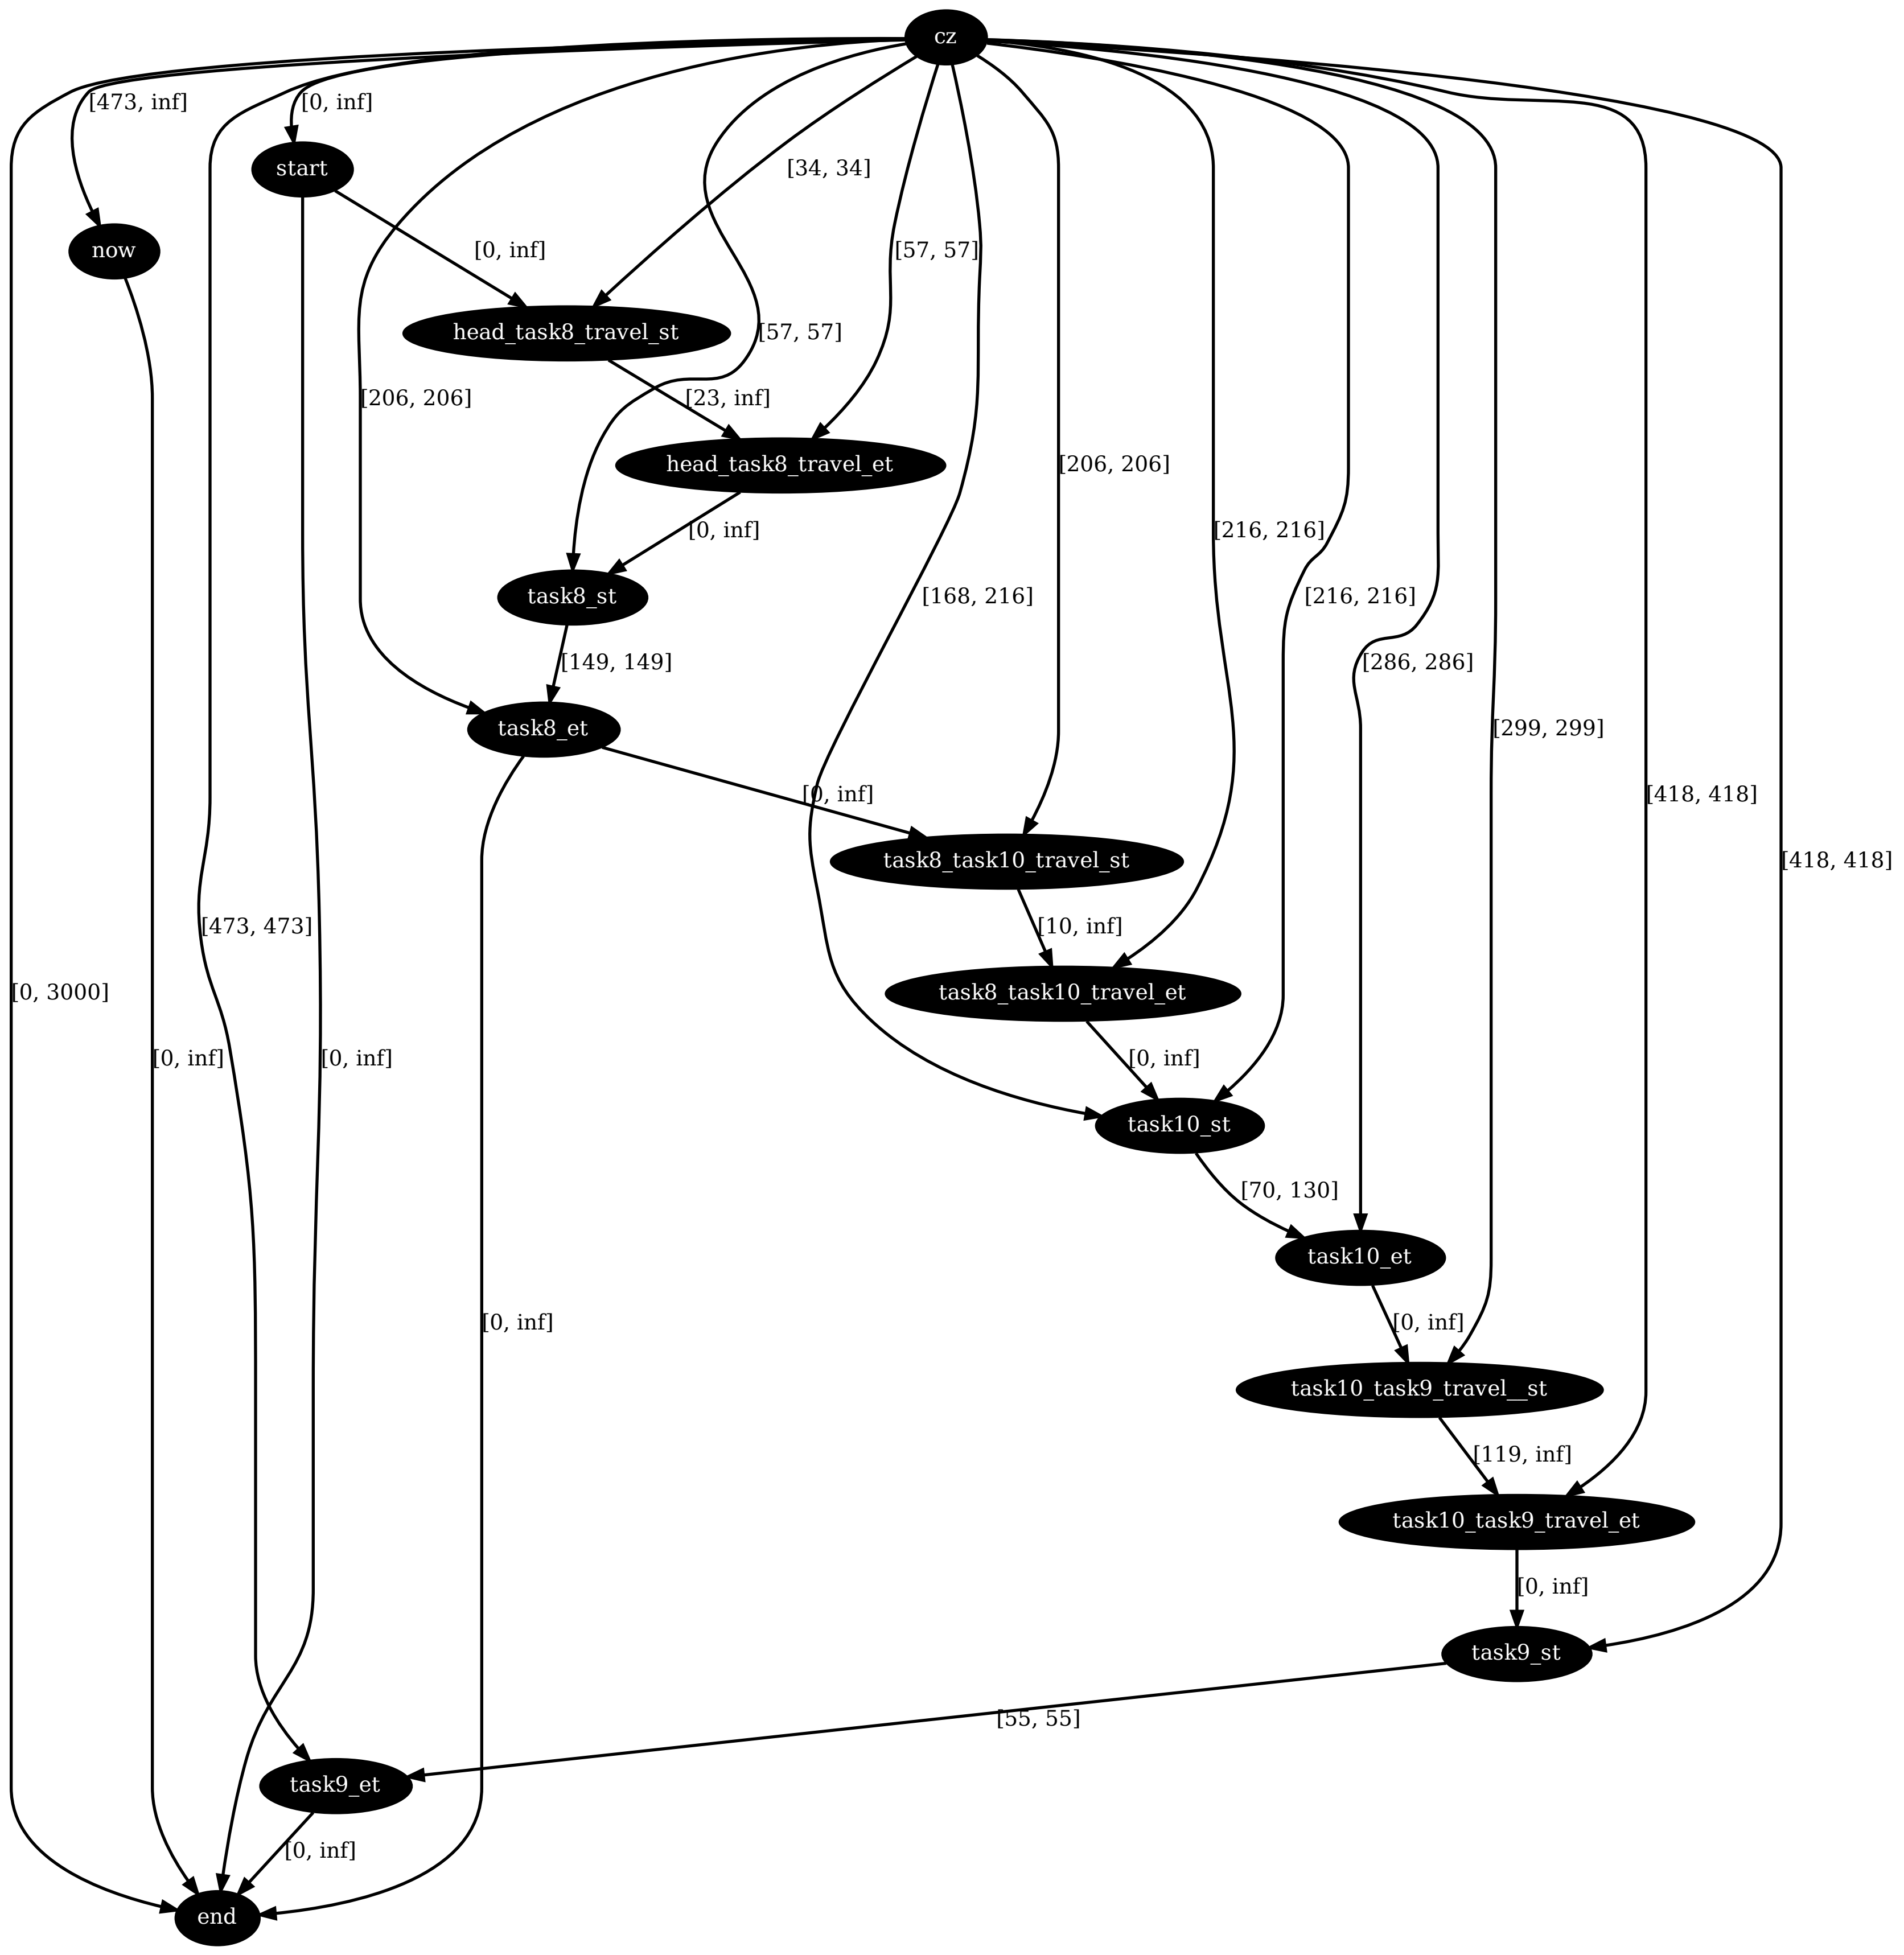 cz
[473, inf]
[0, inf]
start
[34, 34]
now
[0, inf]
[57, 57]
head_task8_travel_st
[57, 57]
[206, 206]
[23, inf]
head_task8_travel_et
[206, 206]
[0, inf]
[216, 216]
task8_st
[168, 216]
[216, 216]
[149, 149]
[286, 286]
task8_et
[299, 299]
[0, inf]
[418, 418]
task8_task10_travel_st
[418, 418]
[473, 473]
[10, inf]
[0, 3000]
task8_task10_travel_et
[0, inf]
[0, inf]
[0, inf]
task10_st
[70, 130]
task10_et
[0, inf]
[0, inf]
task10_task9_travel__st
[119, inf]
task10_task9_travel_et
[0, inf]
task9_st
[55, 55]
task9_et
[0, inf]
end